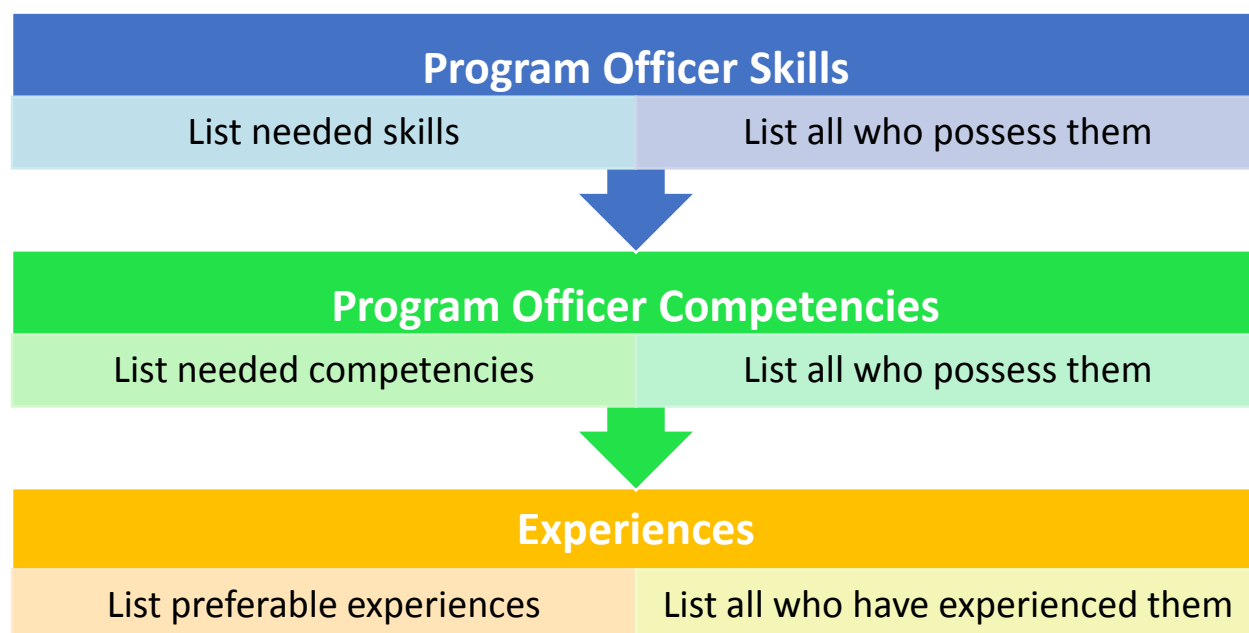 Program Officer Skills
List needed skills
List all who possess them
Program Officer Competencies
List needed competencies
List all who possess them
Experiences
List preferable experiences
List all who have experienced them